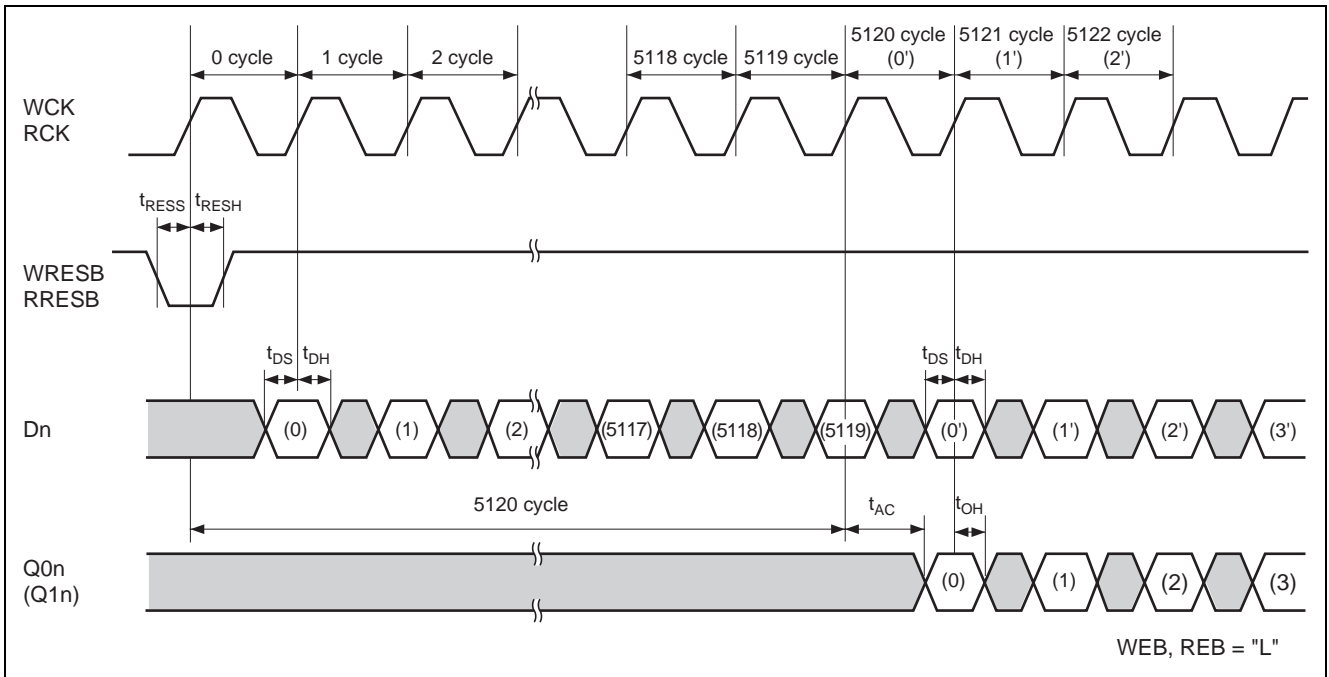 0 cycle
1 cycle
2 cycle
5118 cycle
5119 cycle
5120 cycle
(0')
5121 cycle
(1')
5122 cycle
(2')
WCK
RCK
tRESS
tRESH
WRESB
RRESB
tDS
tDH
tDS
tDH
Dn
(0)
(1)
(2)
(5117)
(5118)
(5119)
(0')
(1')
(2')
(3')
5120 cycle
tAC
tOH
Q0n
(Q1n)
(0)
(1)
(2)
(3)
WEB, REB = "L"